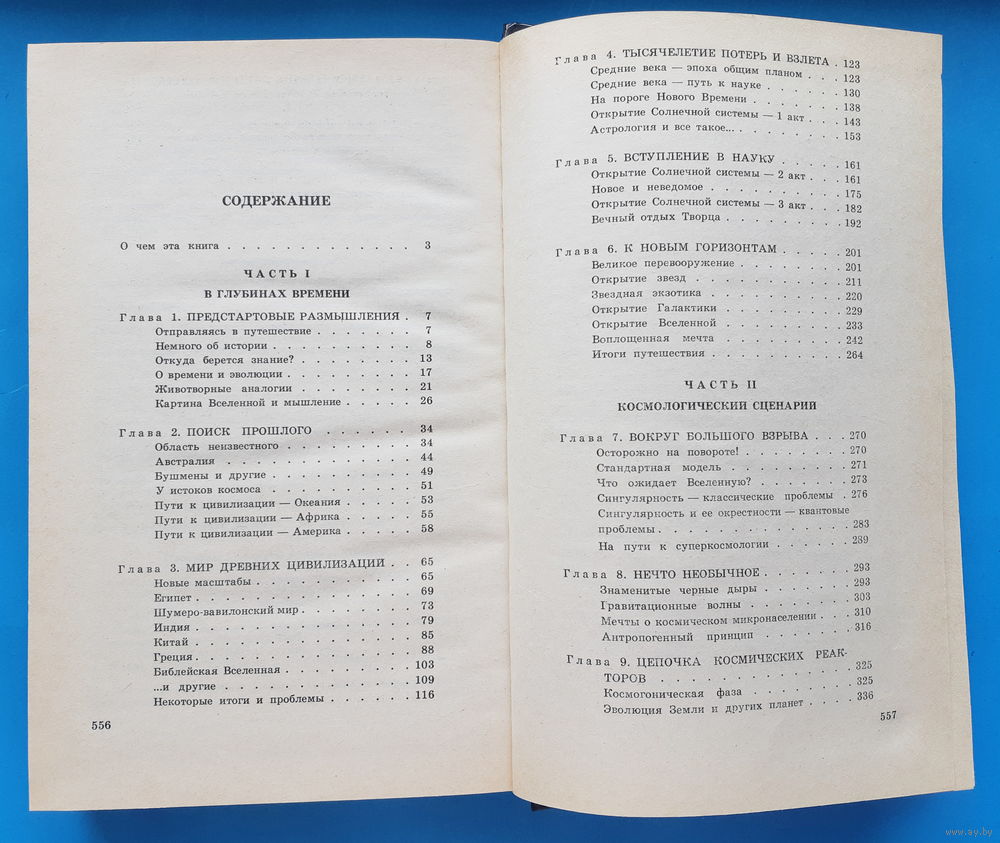 СОДЕРЖАНИЕ
О чем эта книга . . . . . . . . . . . . . 3
ЧАСТЬ I
В ГЛУБИНАХ ВРЕМЕНИ
Глава 1. ПРЕДСТАРТОВЫЕ РАЗМЫШЛЕНИЯ . 7
Отправляясь в путешествие . . . . . . . 7
Немного об истории . . . . . . . . . . 8
Откуда берется знание? . . . . . . . . 13
О времени и эволюции . . . . . . . . . 17
Животворные аналогии . . . . . . . . 21
Картина Вселенной и мышление . . . . . 26
Глава 2. ПОИСК ПРОШЛОГО . . . . . . 34
Область неизвестного . . . . . . . . . 34
Австралия . . . . . . . . . . . . . 44
Бушмены и другие . . . . . . . . . . 49
У истоков космоса . . . . . . . . . . 51
Пути к цивилизации — Океания . . . . . 53
Пути к цивилизации — Африка . . . . . 55
Пути к цивилизации — Америка . . . . . 58
Глава 3. МИР ДРЕВНИХ ЦИВИЛИЗАЦИЙ . . 65
Новые масштабы . . . . . . . . . . . 65
Египет . . . . . . . . . . . . . . 69
Шумеро-вавилонский мир . . . . . . . . 73
Индия . . . . . . . . . . . . . . 79
Китай . . . . . . . . . . . . . . 85
Греция . . . . . . . . . . . . . . 88
Библейская Вселенная . . . . . . . . . 103
...и другие . . . . . . . . . . . . 109
Некоторые итоги и проблемы . . . . . . 116
556
Глава 4. ТЫСЯЧЕЛЕТИЕ ПОТЕРЬ И ВЗЛЕТА . 123
Средние века — эпоха общим планом . . . 123
Средние века — путь к науке . . . . . . 130
На пороге Нового Времени . . . . . . . 138
Открытие Солнечной системы — 1 акт . . . 143
Астрология и все такое... . . . . . . . . 153
Глава 5. ВСТУПЛЕНИЕ В НАУКУ . . . . . 161
Открытие Солнечной системы — 2 акт . . . 161
Новое и неведомое . . . . . . . . . . 175
Открытие Солнечной системы — 3 акт . . . 182
Вечный отдых Творца . . . . . . . . . 192
Глава 6. К НОВЫМ ГОРИЗОНТАМ . . . . . 201
Великое перевооружение . . . . . . . . 201
Открытие звезд . . . . . . . . . . . 211
Звездная экзотика . . . . . . . . . . 220
Открытие Галактики . . . . . . . . . 229
Открытие Вселенной . . . . . . . . . 233
Воплощенная мечта . . . . . . . . . . 242
Итоги путешествия . . . . . . . . . . 264
ЧАСТЬ II
КОСМОЛОГИЧЕСКИЙ СЦЕНАРИЙ
Глава 7. ВОКРУГ БОЛЬШОГО ВЗРЫВА . . . 270
Осторожно на повороте! . . . . . . . . 270
Стандартная модель . . . . . . . . . 271
Что ожидает Вселенную? . . . . . . . . 273
Сингулярность — классические проблемы . 276
Сингулярность и ее окрестности — квантовые
проблемы . . . . . . . . . . . . . 283
На пути к суперкосмологии . . . . . . 289
Глава 8. НЕЧТО НЕОБЫЧНОЕ . . . . . . 293
Знаменитые черные дыры . . . . . . . 293
Гравитационные волны . . . . . . . . 303
Мечты о космическом микронаселении . . 310
Антропогенный принцип . . . . . . . 316
Глава 9. ЦЕПОЧКА КОСМИЧЕСКИХ РЕАК-
ТОРОВ . . . . . . . . . . . . . 325
Космогоническая фаза . . . . . . . . 325
Эволюция Земли и других планет . . . . 336
557
www.ay.by